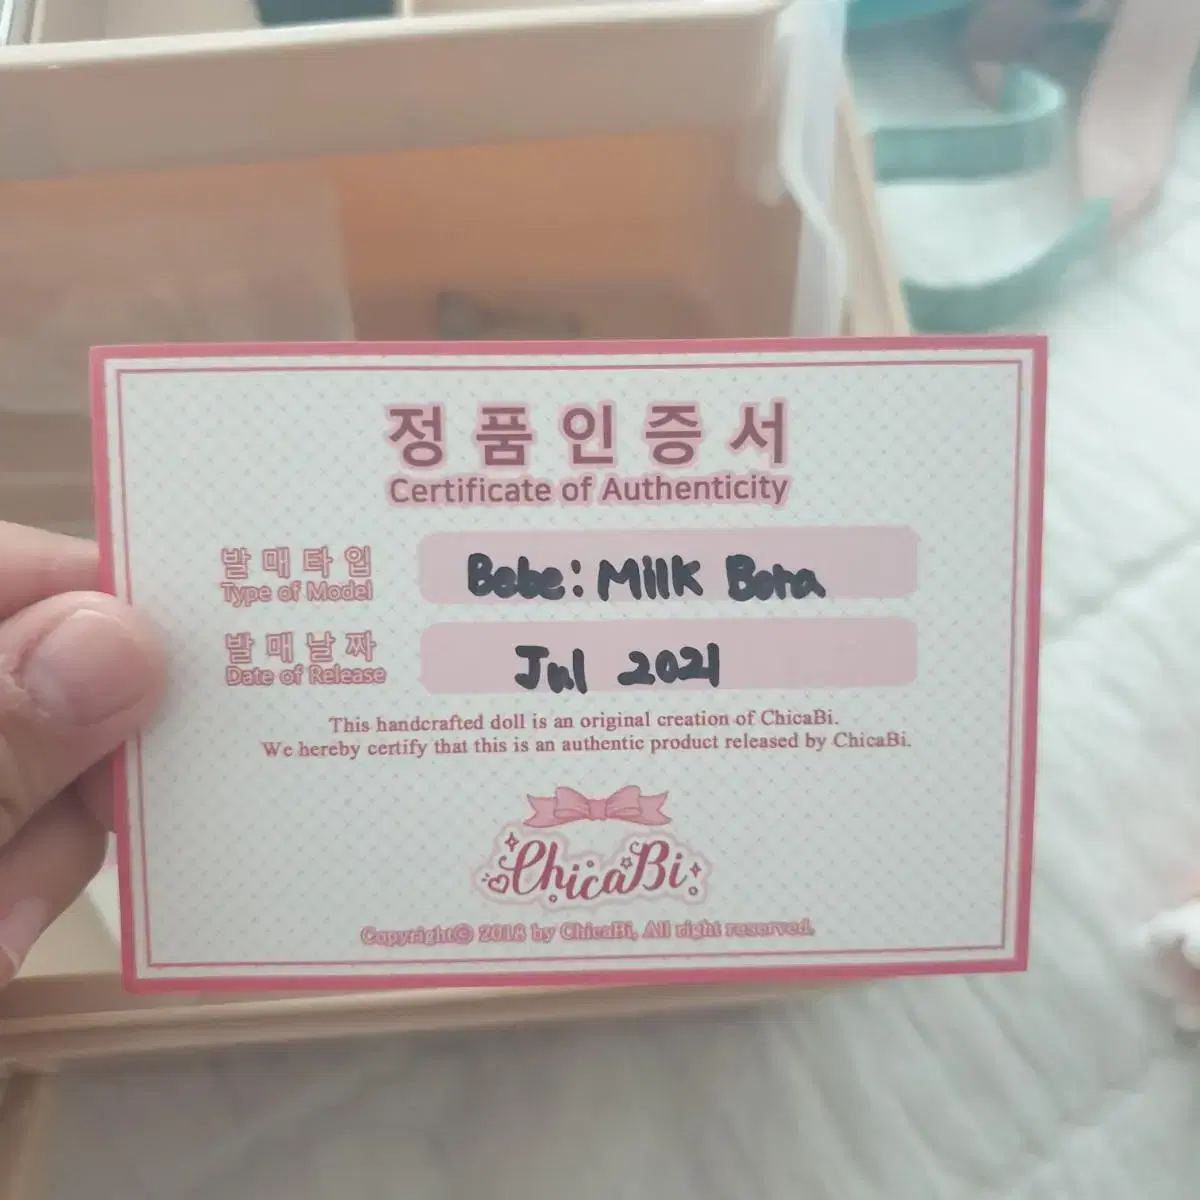 정품인증서
Certificate of Authenticity
발매타입
Type of Model
Bebe: Milk Bora
발매날짜
Date of Release
Jul 2021
This handcrafted doll is an original creation of ChicaBi.
We hereby certify that this is an authentic product released by ChicaBi.
ChicaBi
Copyright© 2018 by ChicaBi, All right reserved.